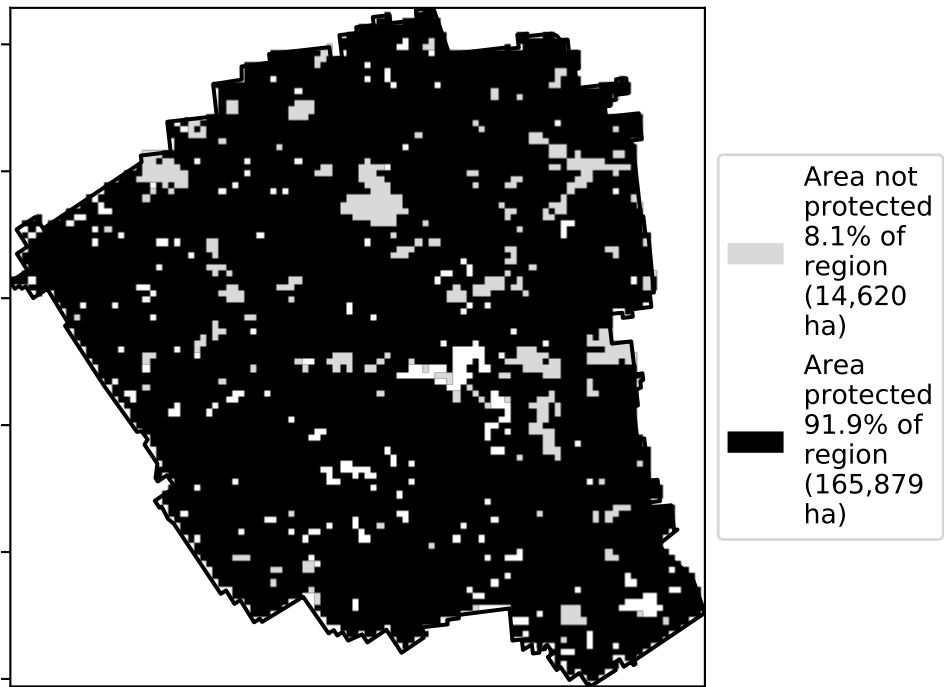 Area not
protected
8.1% of
region
(14,620
ha)
Area
protected
91.9% of
region
(165,879
ha)